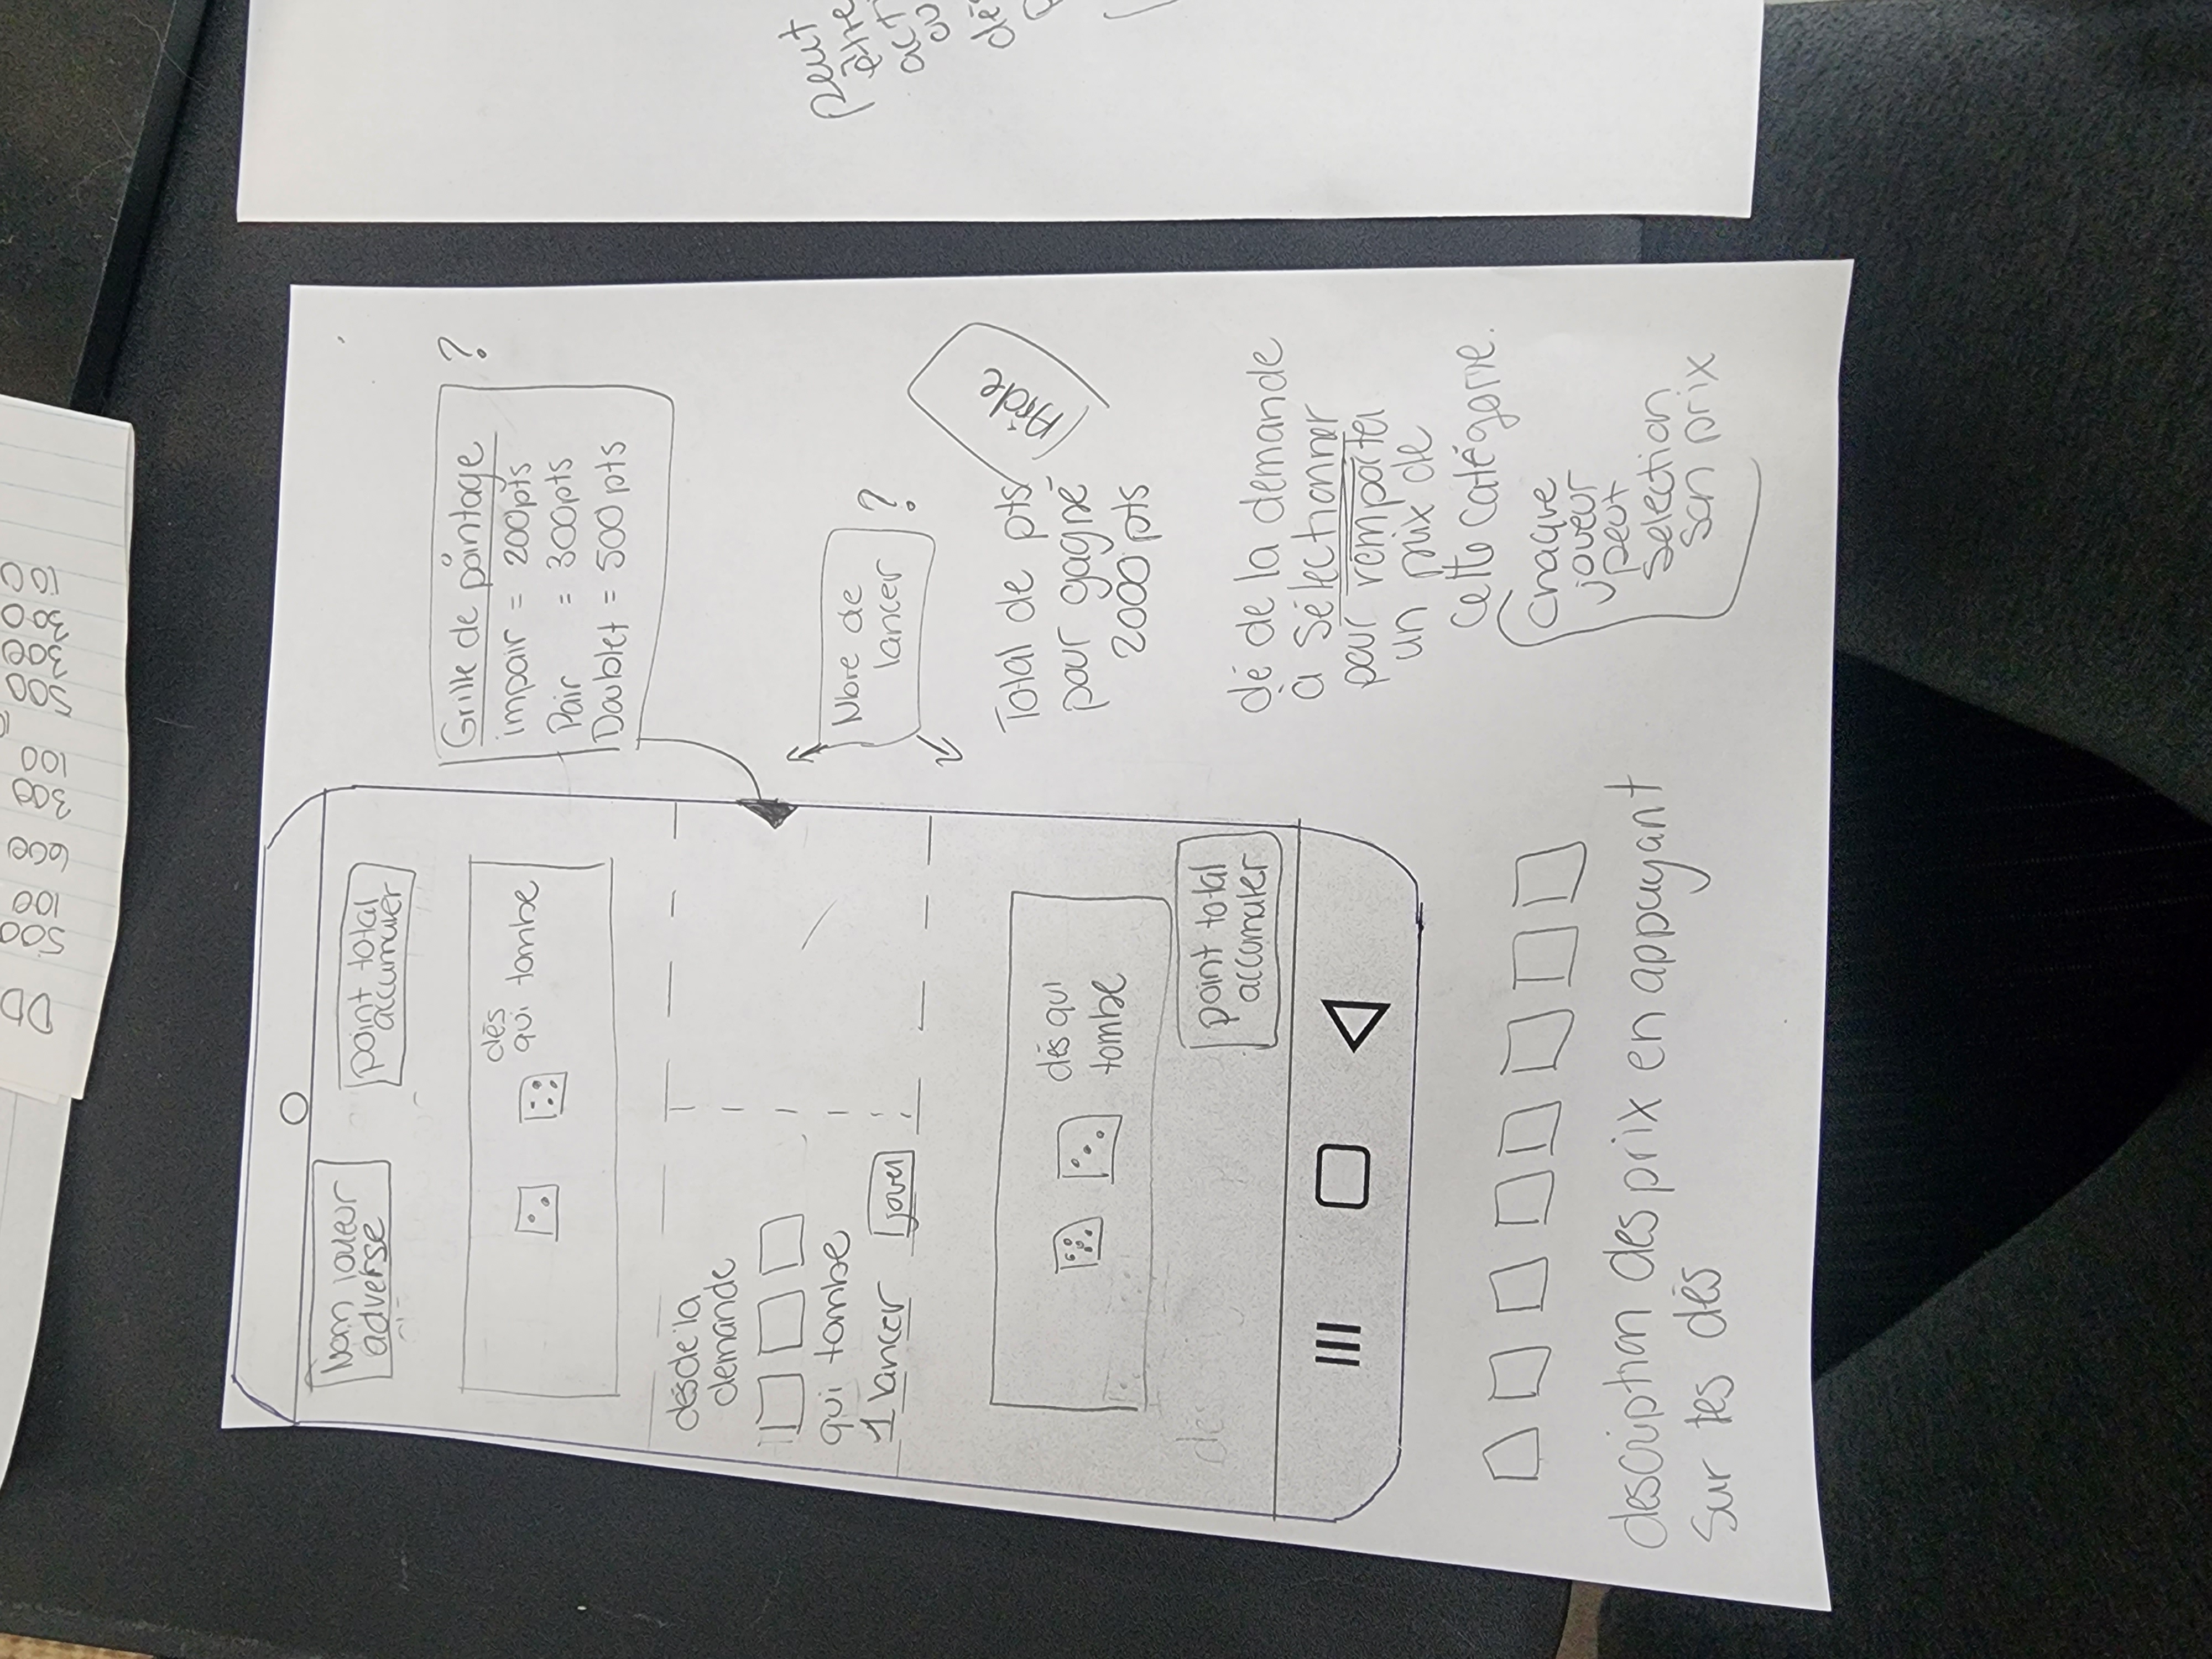 DD
500
100
600
300
100
500
300
300
100
Nom joueur
adverse
point total
accumuler
dés
qui tombe
Grille de pointage
impair = 200pts
Pair = 300pts
Doublet = 500 pts
?
dés de la
demande
qui tombe
1 lancer jouer
Nbre de
lancer
?
Total de pts
pour gagné
2000 pts
Aide
dés qui
tombe
dés
point total
accumuler
dé de la demande
à sélectionner
pour remporter
un prix de
cette catégorie.
Chaque
joueur
peut
selection
son prix
description des prix en appuyant
sur les dés
peut
être